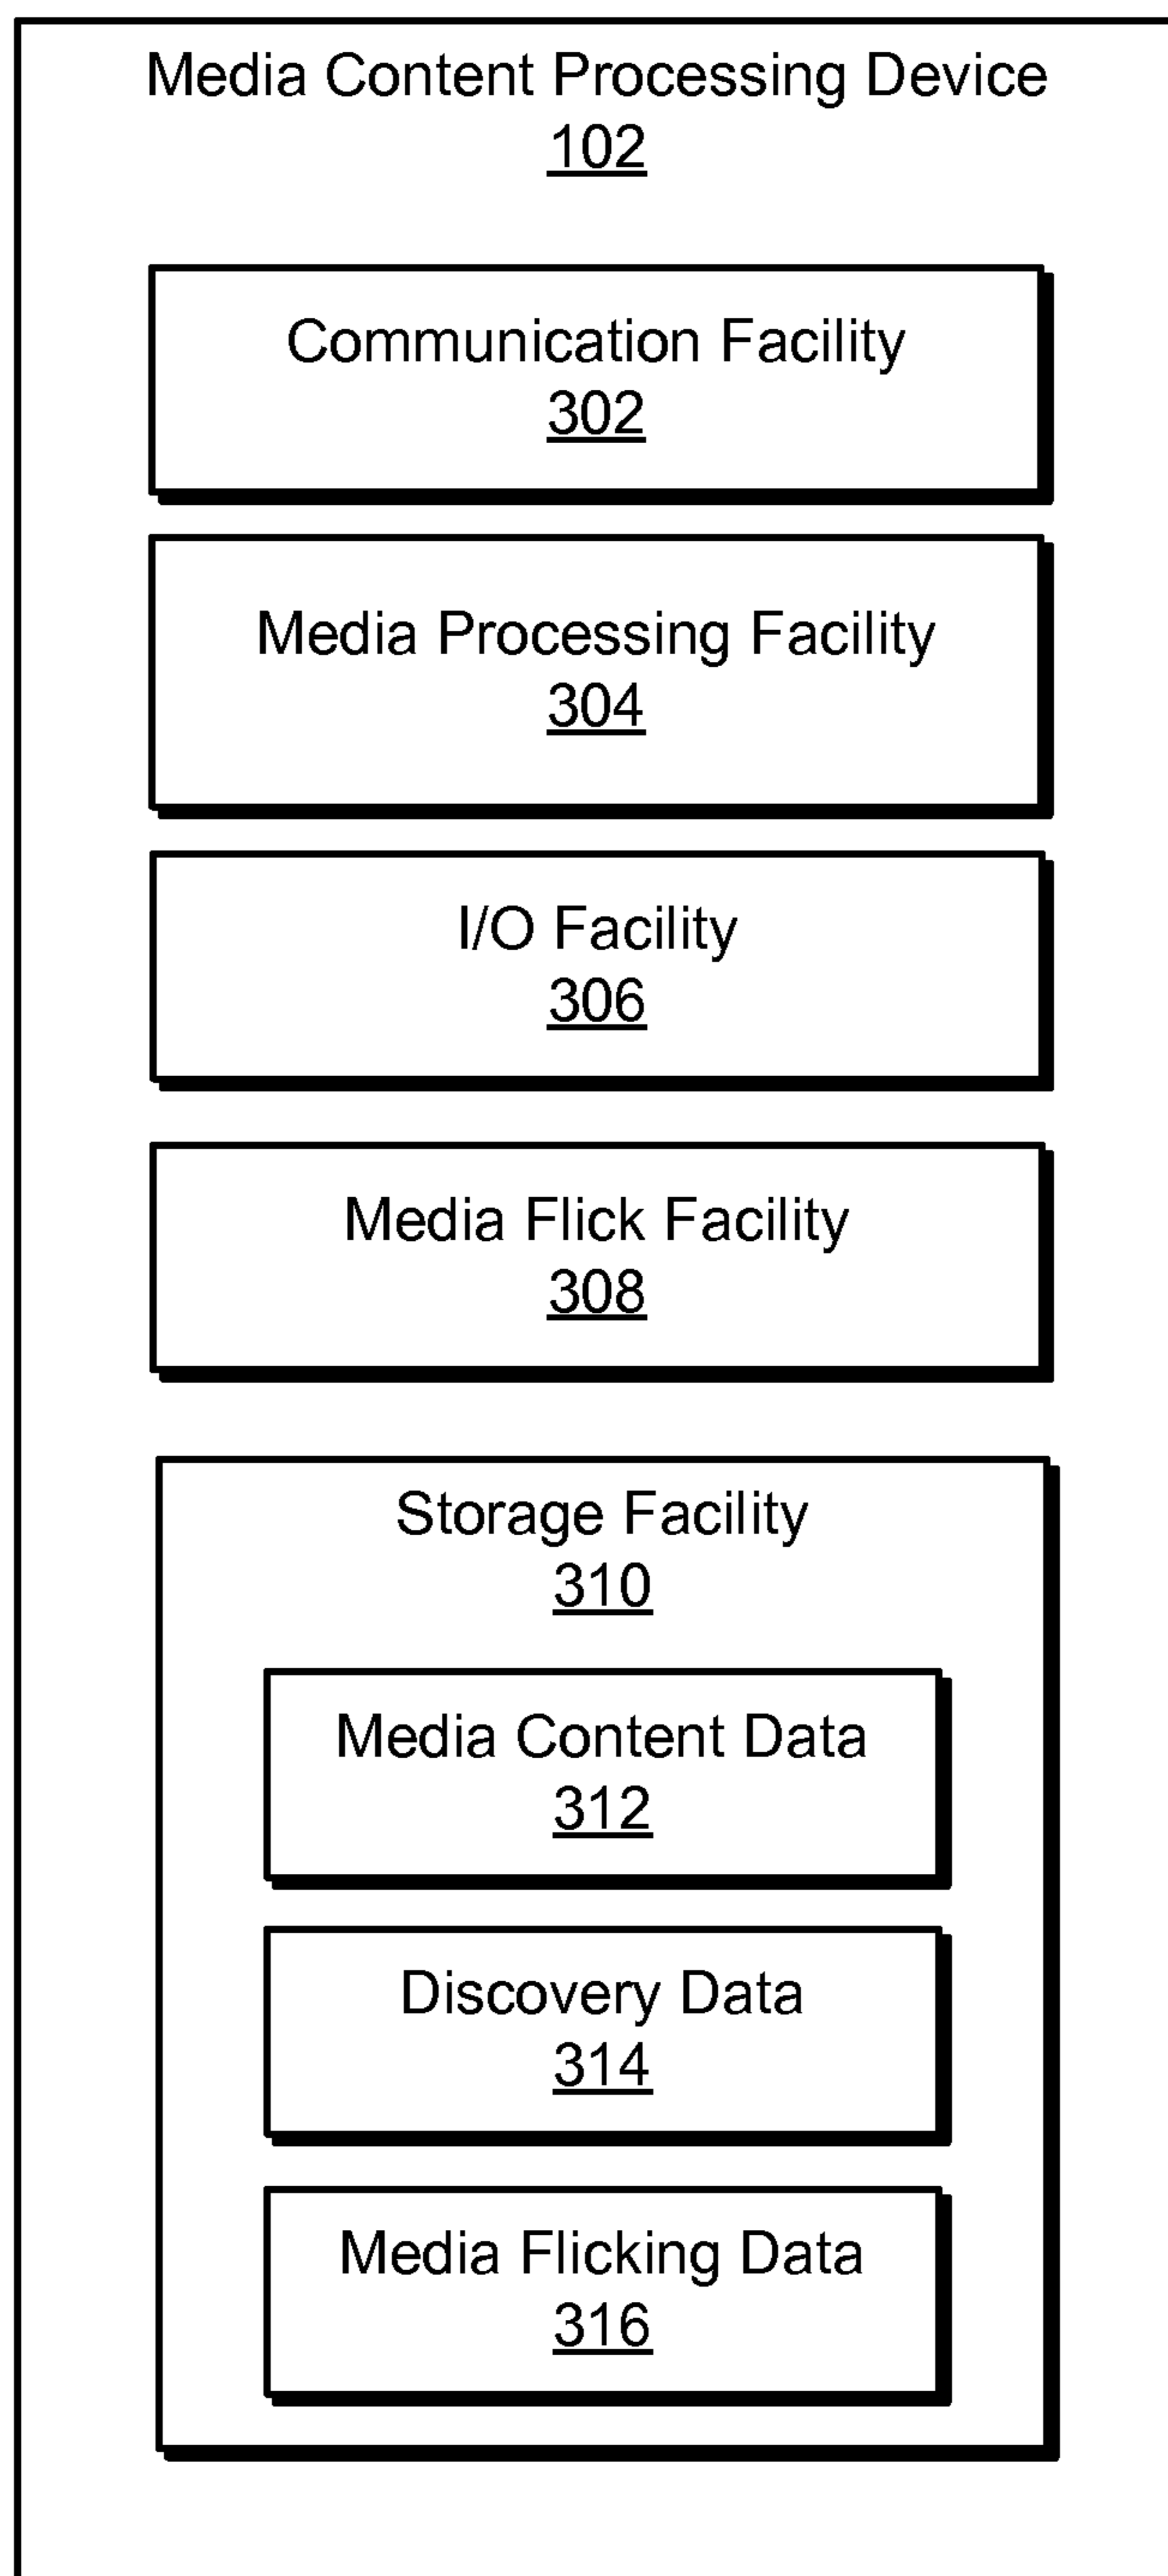 Media Content Processing Device
102
Communication Facility
302
Media Processing Facility
304
I/O Facility
306
Media Flick Facility
308
Storage Facility
310
Media Content Data
312
Discovery Data
314
Media Flicking Data
316